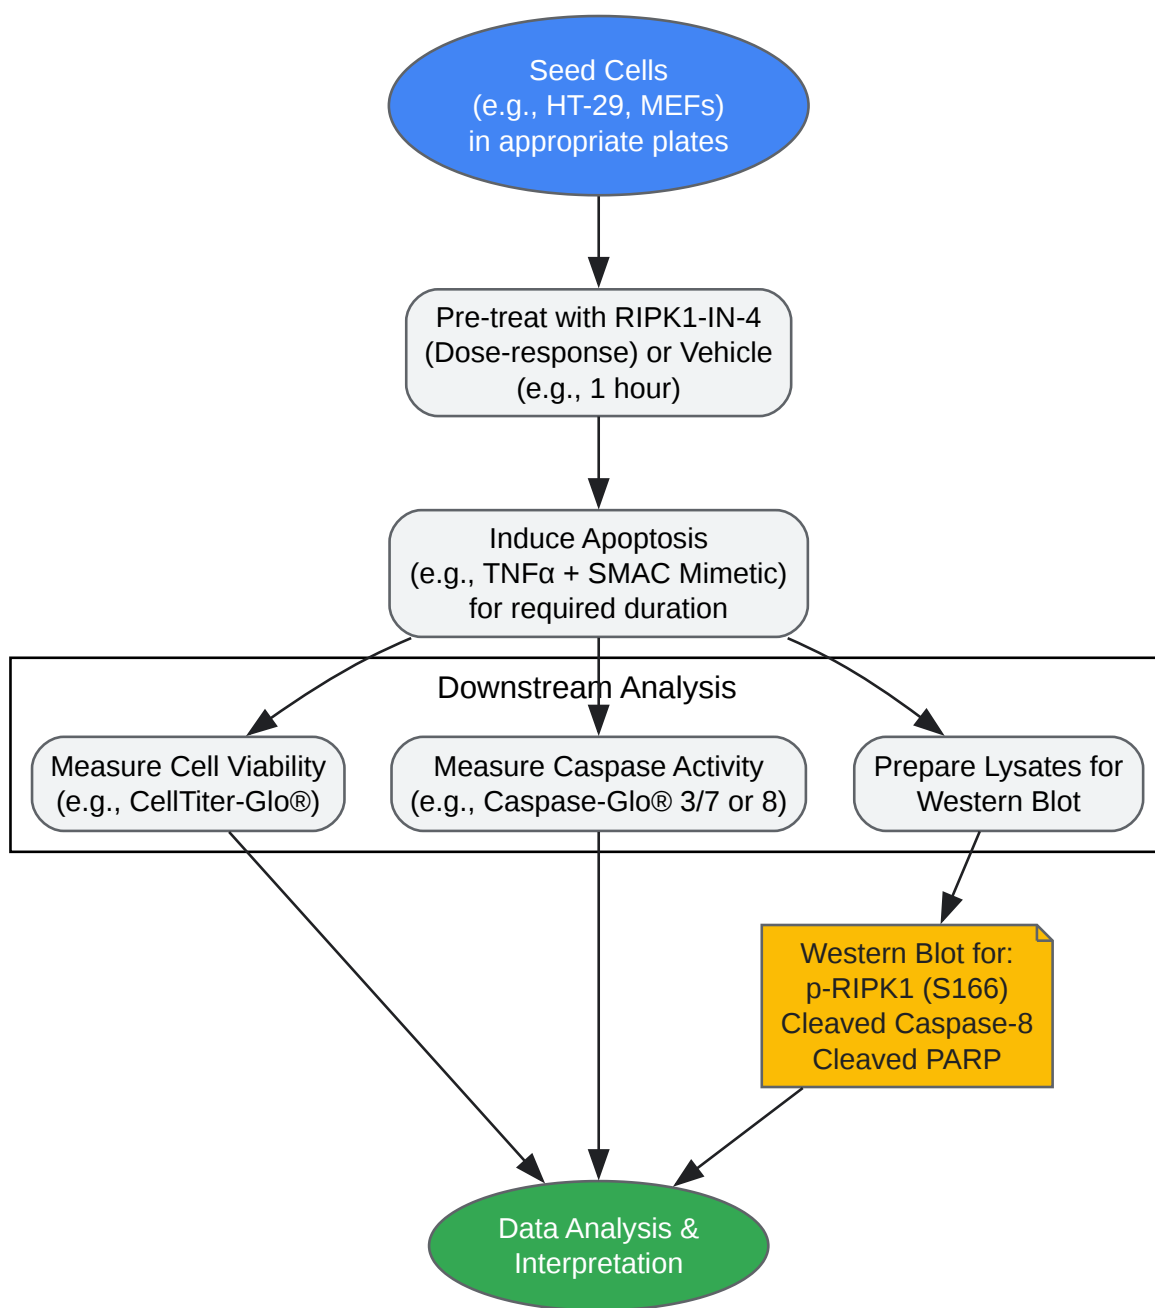 Seed Cells
(e.g., HT-29, MEFs)
in appropriate plates
Pre-treat with RIPK1-IN-4
(Dose-response) or Vehicle
(e.g., 1 hour)
Induce Apoptosis
(e.g., TNFα + SMAC Mimetic)
for required duration
Downstream Analysis
Measure Cell Viability
(e.g., CellTiter-Glo®)
Measure Caspase Activity
(e.g., Caspase-Glo® 3/7 or 8)
Prepare Lysates for
Western Blot
Western Blot for:
p-RIPK1 (S166)
Cleaved Caspase-8
Cleaved PARP
Data Analysis &
Interpretation